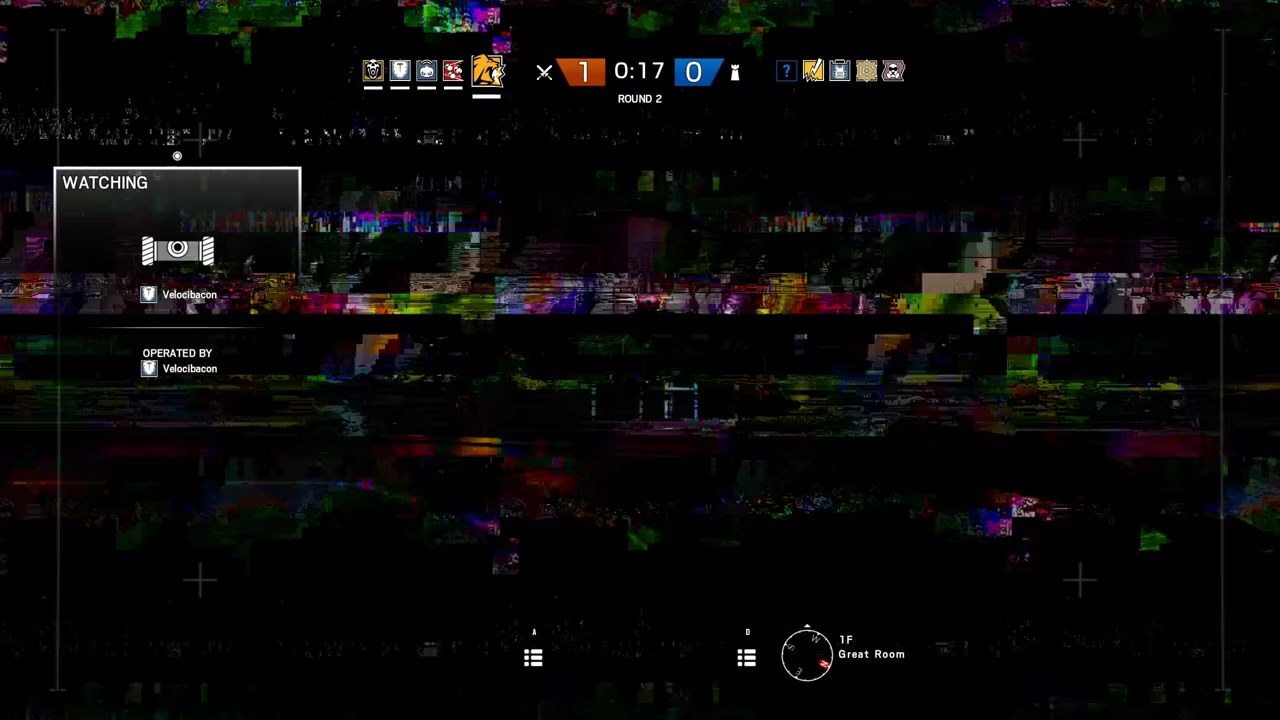 1 0:17 0
?
ROUND 2
WATCHING
Velocibacon
OPERATED BY
Velocibacon
A
D
W
S
N
E
1F
Great Room